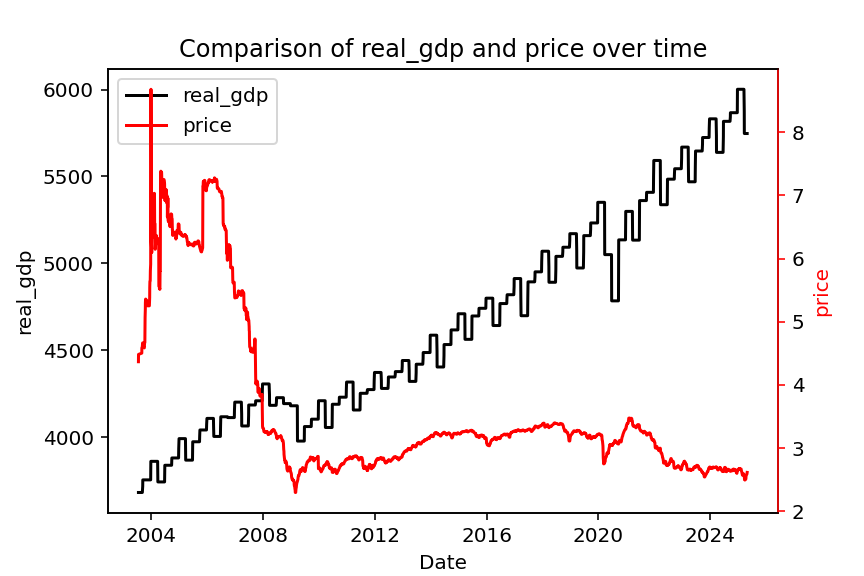 Comparison of real_gdp and price over time
real_gdp
price
6000
5500
5000
4500
4000
real_gdp
8
7
6
5
4
3
2
price
2004 2008 2012 2016 2020 2024
Date